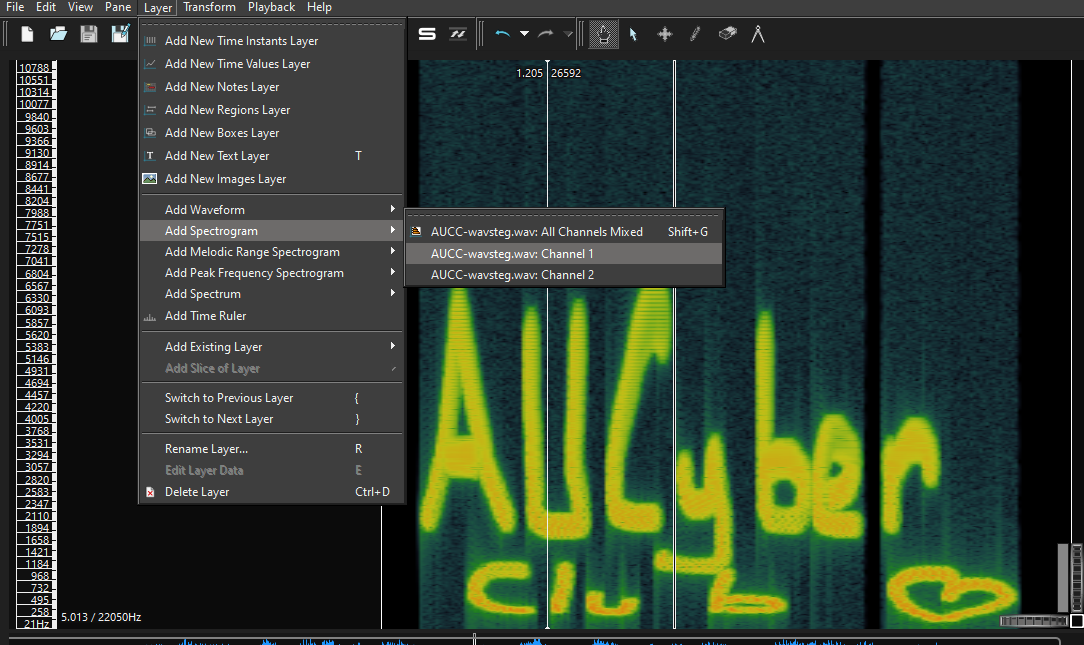 File Edit View Pane Layer Transform Playback Help
Add New Time Instants Layer
Add New Time Values Layer
Add New Notes Layer
Add New Regions Layer
Add New Boxes Layer
Add New Text Layer T
Add New Images Layer
Add Waveform
Add Spectrogram
Add Melodic Range Spectrogram
Add Peak Frequency Spectrogram
Add Spectrum
Add Time Ruler
Add Existing Layer
Add Slice of Layer
Switch to Previous Layer {
Switch to Next Layer }
Rename Layer... R
Edit Layer Data E
Delete Layer Ctrl+D
AUCC-wavsteg.wav: All Channels Mixed Shift+G
AUCC-wavsteg.wav: Channel 1
AUCC-wavsteg.wav: Channel 2
1.205 26592
10788
10551
10314
10077
9840
9603
9366
9130
8914
8677
8441
8204
7988
7751
7515
7278
7041
6804
6567
6330
6093
5857
5620
5383
5146
4931
4694
4457
4220
4005
3768
3531
3294
3057
2820
2583
2347
2110
1894
1658
1421
1184
968
732
495
258
21Hz
5.013 / 22050Hz
AUCyber
Club